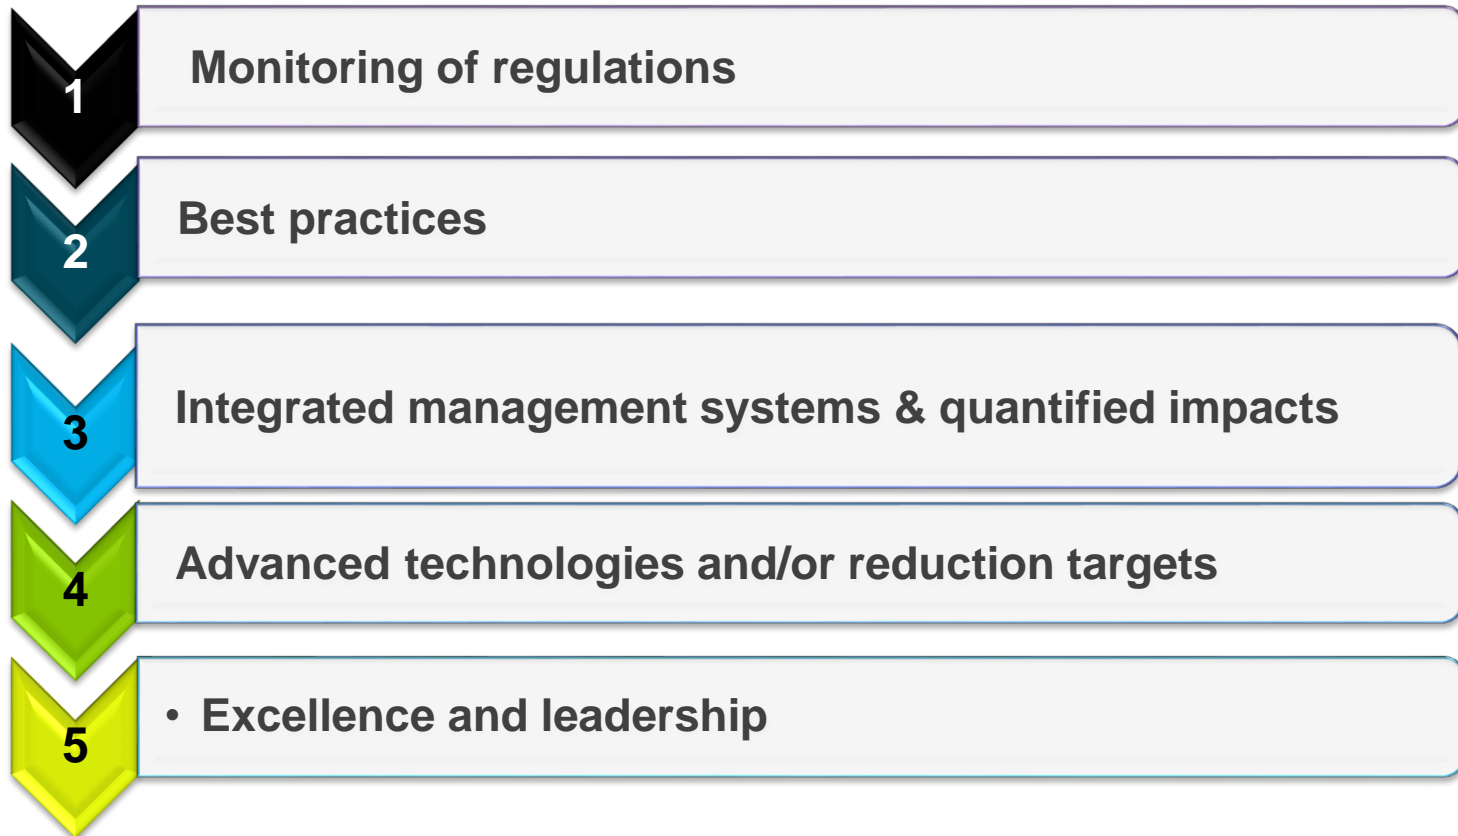 1
Monitoring of regulations
2
Best practices
3
Integrated management systems & quantified impacts
4
Advanced technologies and/or reduction targets
5
• Excellence and leadership